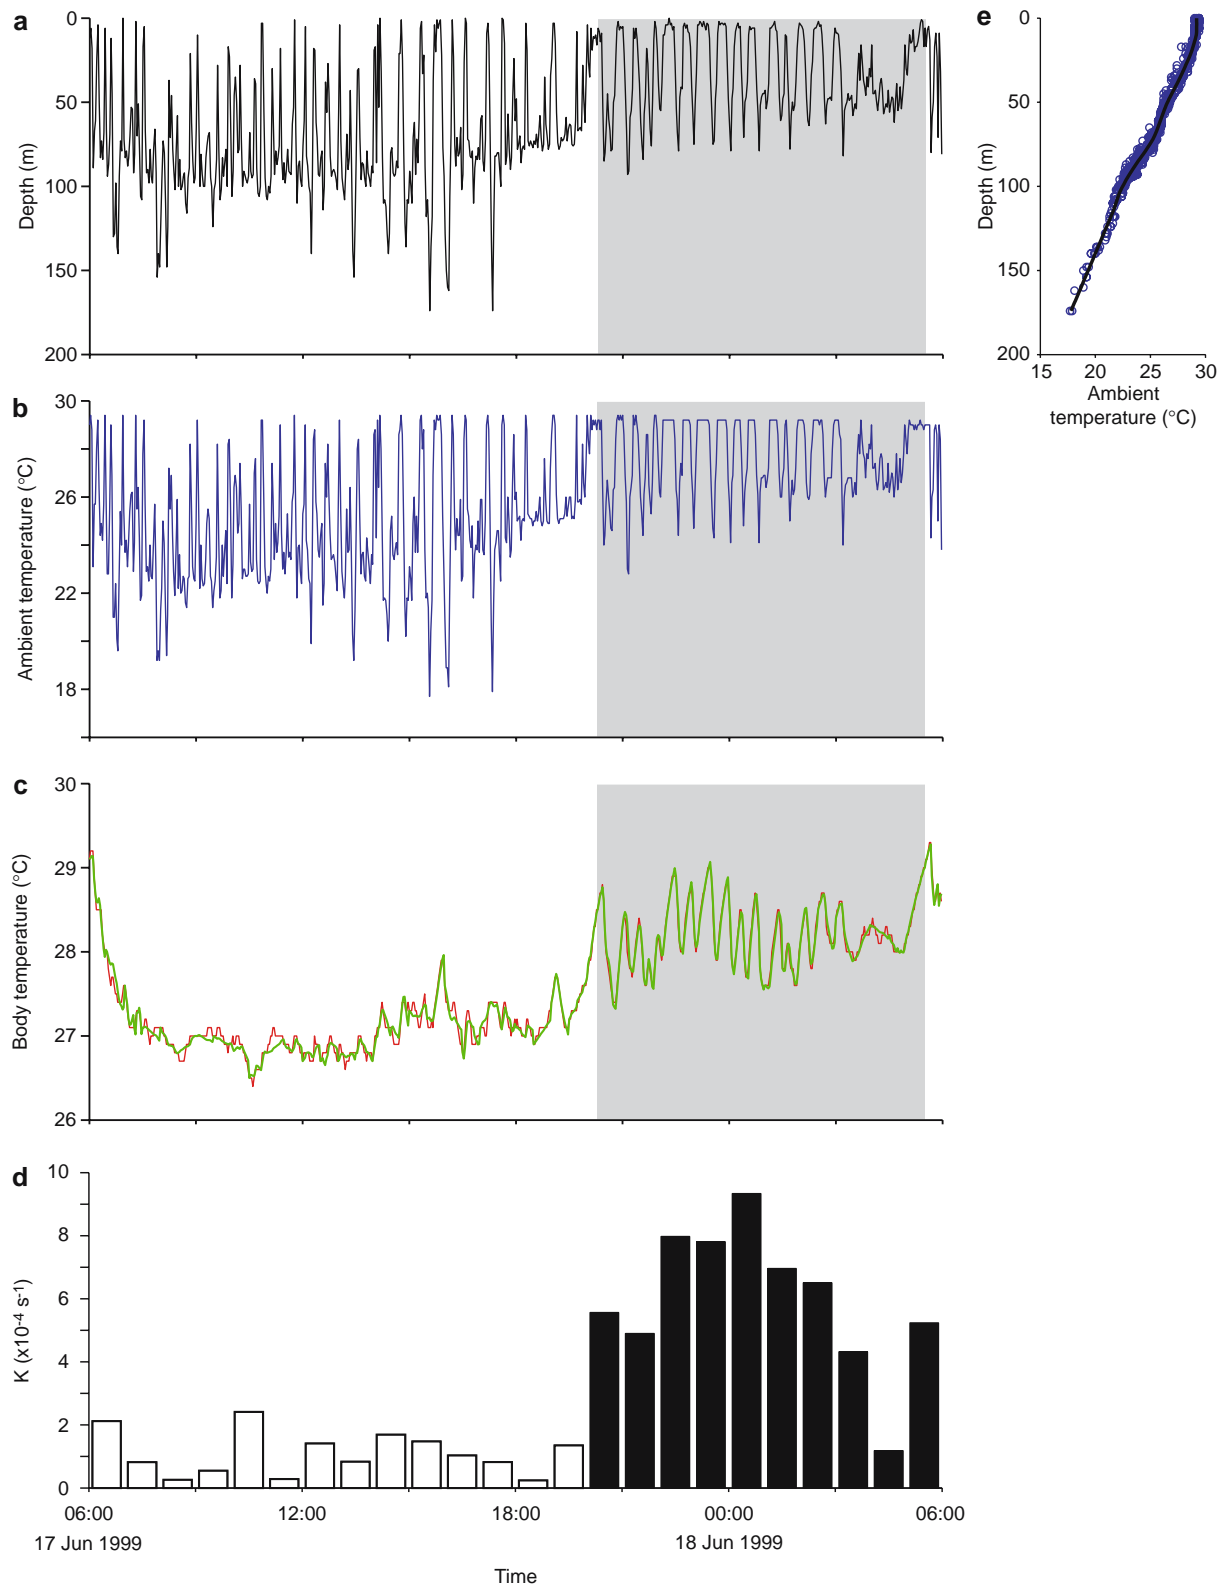 a
0
50
100
150
200
Depth (m)
e
0
50
100
150
200
Depth (m)
15 20 25 30
Ambient
temperature (°C)
b
30
26
22
18
Ambient temperature (°C)
c
30
29
28
27
26
Body temperature (°C)
d
10
8
6
4
2
0
K (x10-4 s-1)
06:00 12:00 18:00 00:00 06:00
17 Jun 1999 18 Jun 1999
Time